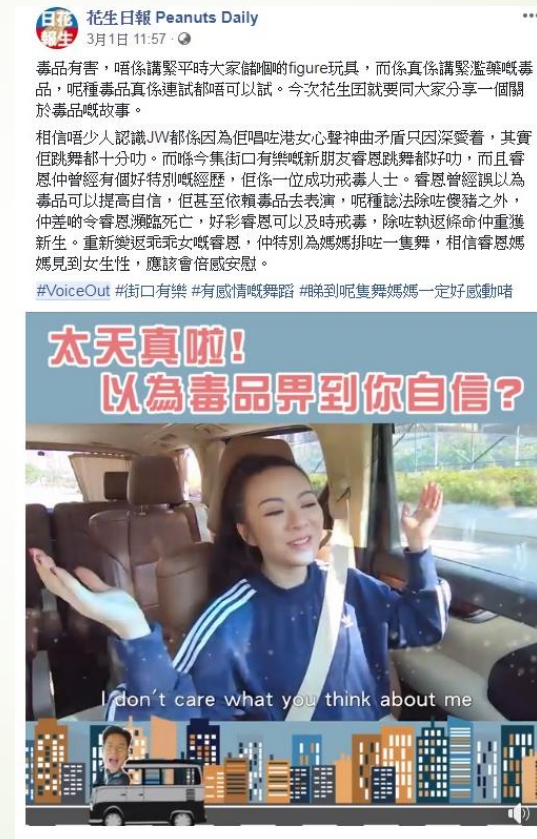 花生日報 Peanuts Daily
3月1日 11:57
毒品有害，唔係講緊平時大家儲嗰的figure玩具，而係真係講緊濫藥嘅毒
品，呢種毒品真係連試都唔可以試。今次花生囝就要同大家分享一個關
於毒品嘅故事。
相信唔少人認識JW都係因為佢唱咗港女心聲神曲矛盾只因深愛着，其實
佢跳舞都十分叻。而喺今集街口有樂嘅新朋友睿恩跳舞都好叻，而且睿
恩仲曾經有個好特別嘅經歷，佢係一位成功戒毒人士。睿恩曾經誤以為
毒品可以提高自信，佢甚至依賴毒品去表演，呢種諗法除咗傻豬之外，
仲差啲令睿恩瀕臨死亡，好彩睿恩可以及時戒毒，除咗執返條命仲重獲
新生。重新變返乖乖女嘅睿恩，仲特別為媽媽排咗一隻舞，相信睿恩媽
媽見到女生性，應該會倍感安慰。
#VoiceOut #街口有樂 #有感情嘅舞蹈 #睇到呢隻舞媽媽一定好感動啫
太天真啦！
以為毒品畀到你自信？
I don't care what you think about me